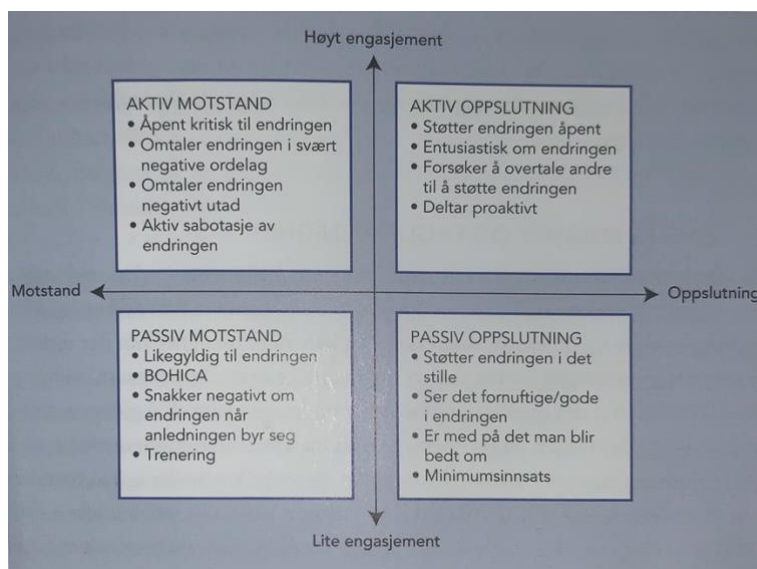 Høyt engasjement
AKTIV MOTSTAND
• Åpent kritisk til endringen
• Omtaler endringen i svært
negative ordelag
• Omtaler endringen
negativt utad
• Aktiv sabotasje av
endringen
AKTIV OPPSLUTNING
• Støtter endringen åpent
• Entusiastisk om endringen
• Forsøker å overtale andre
til å støtte endringen
• Deltar proaktivt
Motstand
Oppslutning
PASSIV MOTSTAND
• Likegyldig til endringen
• BOHICA
• Snakker negativt om
endringen når
anledningen byr seg
• Trenering
PASSIV OPPSLUTNING
• Støtter endringen i det
stille
• Ser det fornuftige/gode
i endringen
• Er med på det man blir
bedt om
• Minimumsinnsats
Lite engasjement